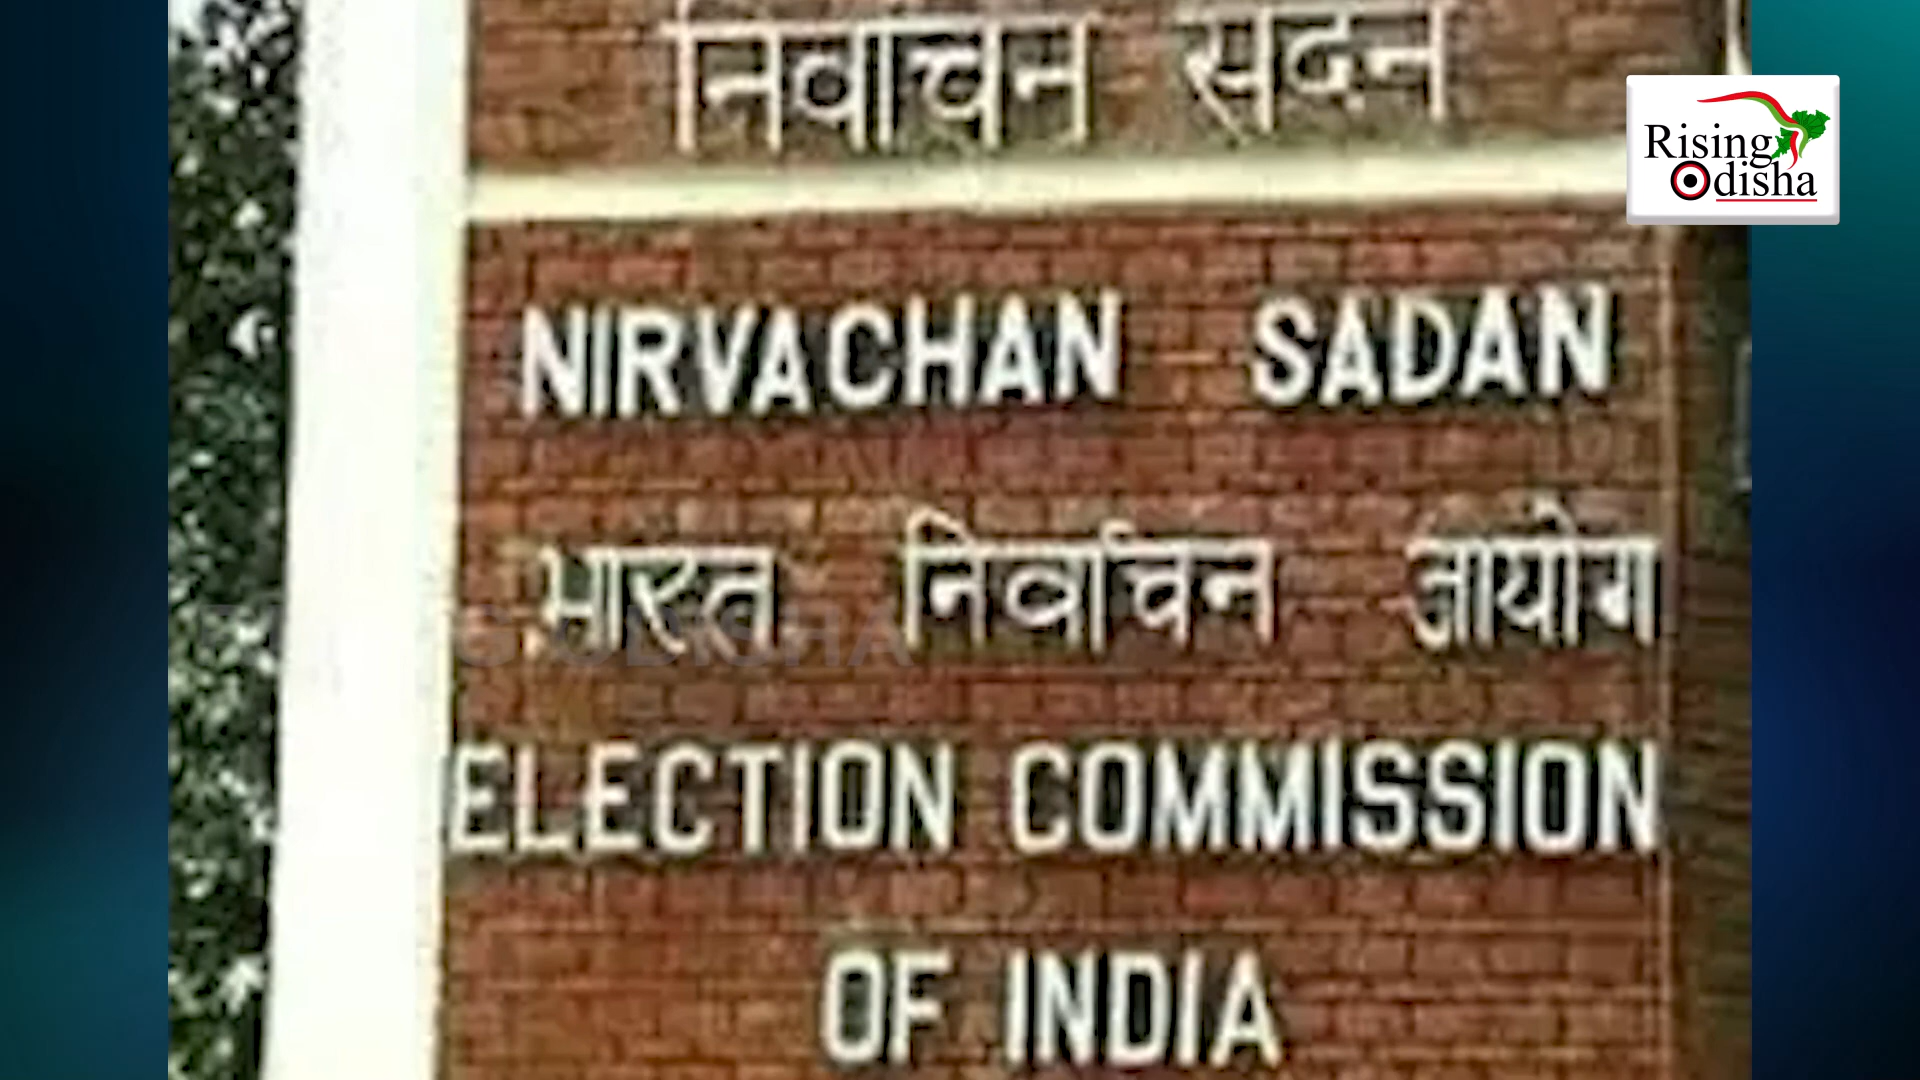 निर्वाचन सदन
Rising
Odisha
NIRVACHAN SADAN
भारत निर्वाचन आयोग
ELECTION COMMISSION
OF INDIA